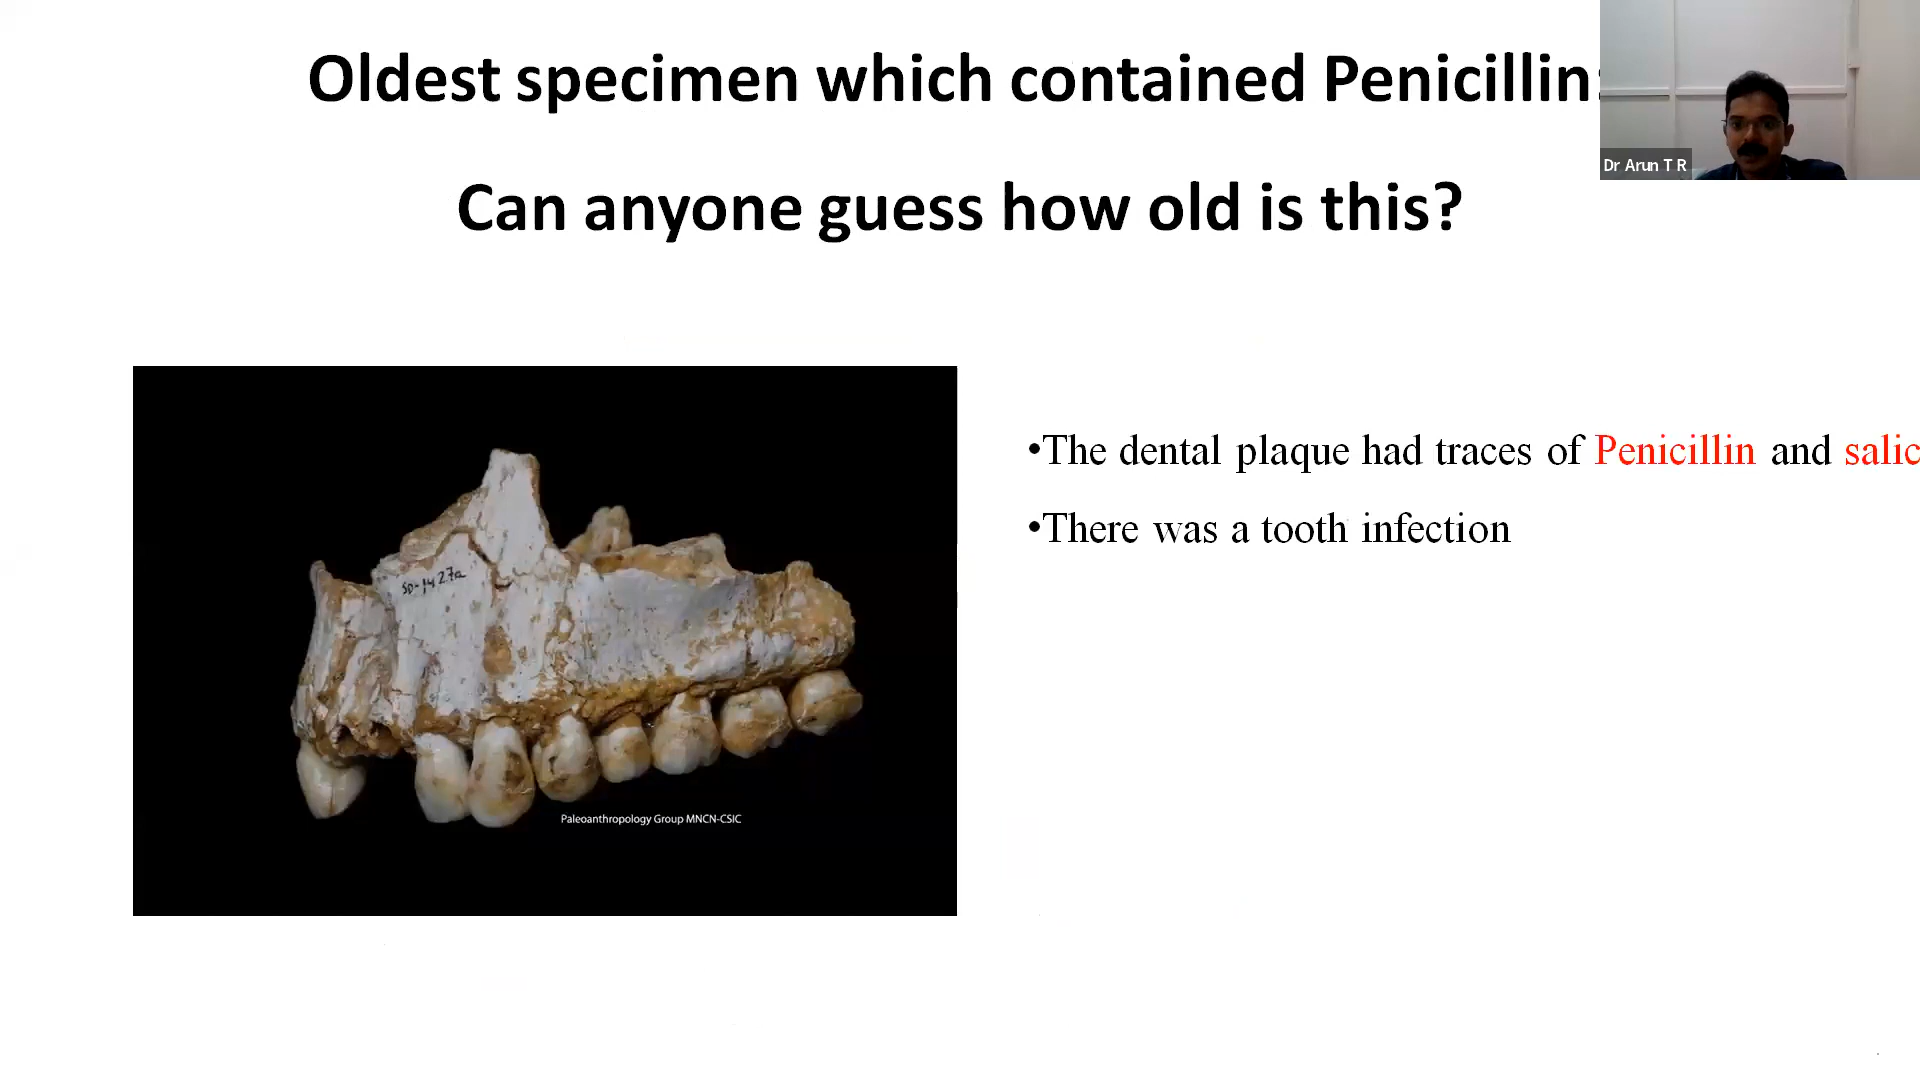 Oldest specimen which contained Penicillin:
Can anyone guess how old is this?
Dr Arun T R
•The dental plaque had traces of Penicillin and salic
•There was a tooth infection
SD-1427a
Paleoanthropology Group MNCN-CSIC